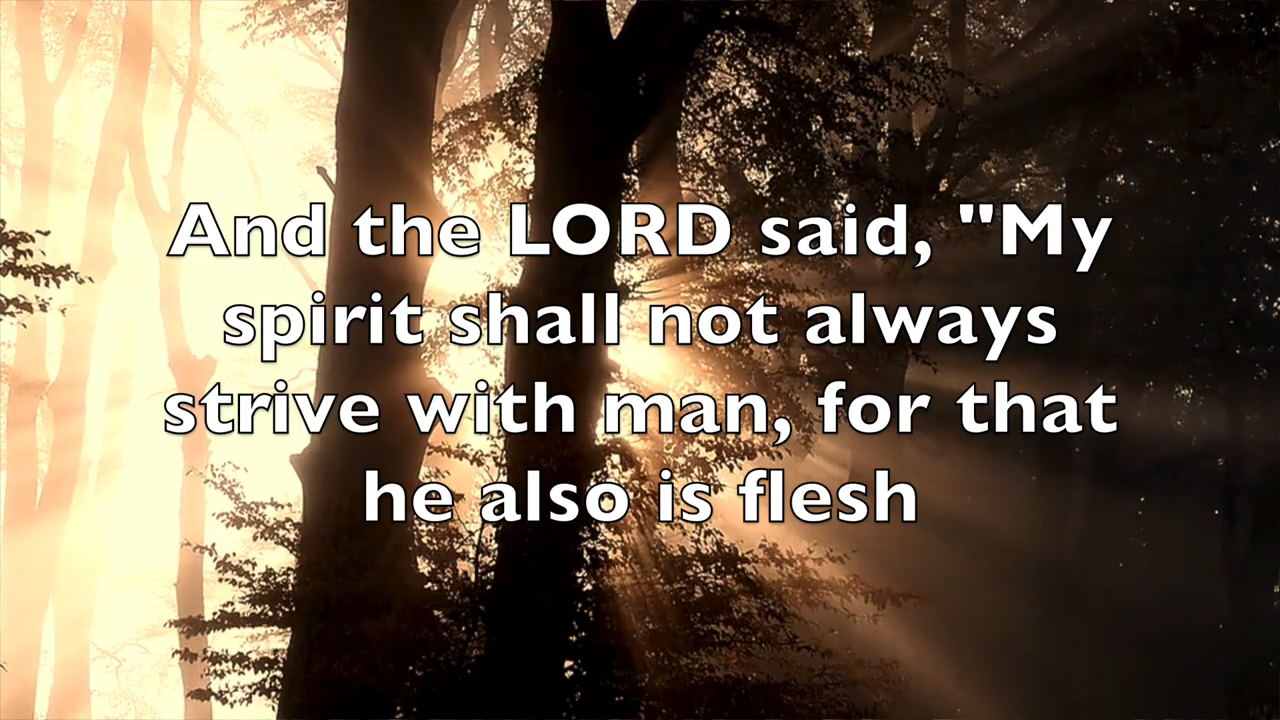 And the LORD said, "My
spirit shall not always
strive with man, for that
he also is flesh